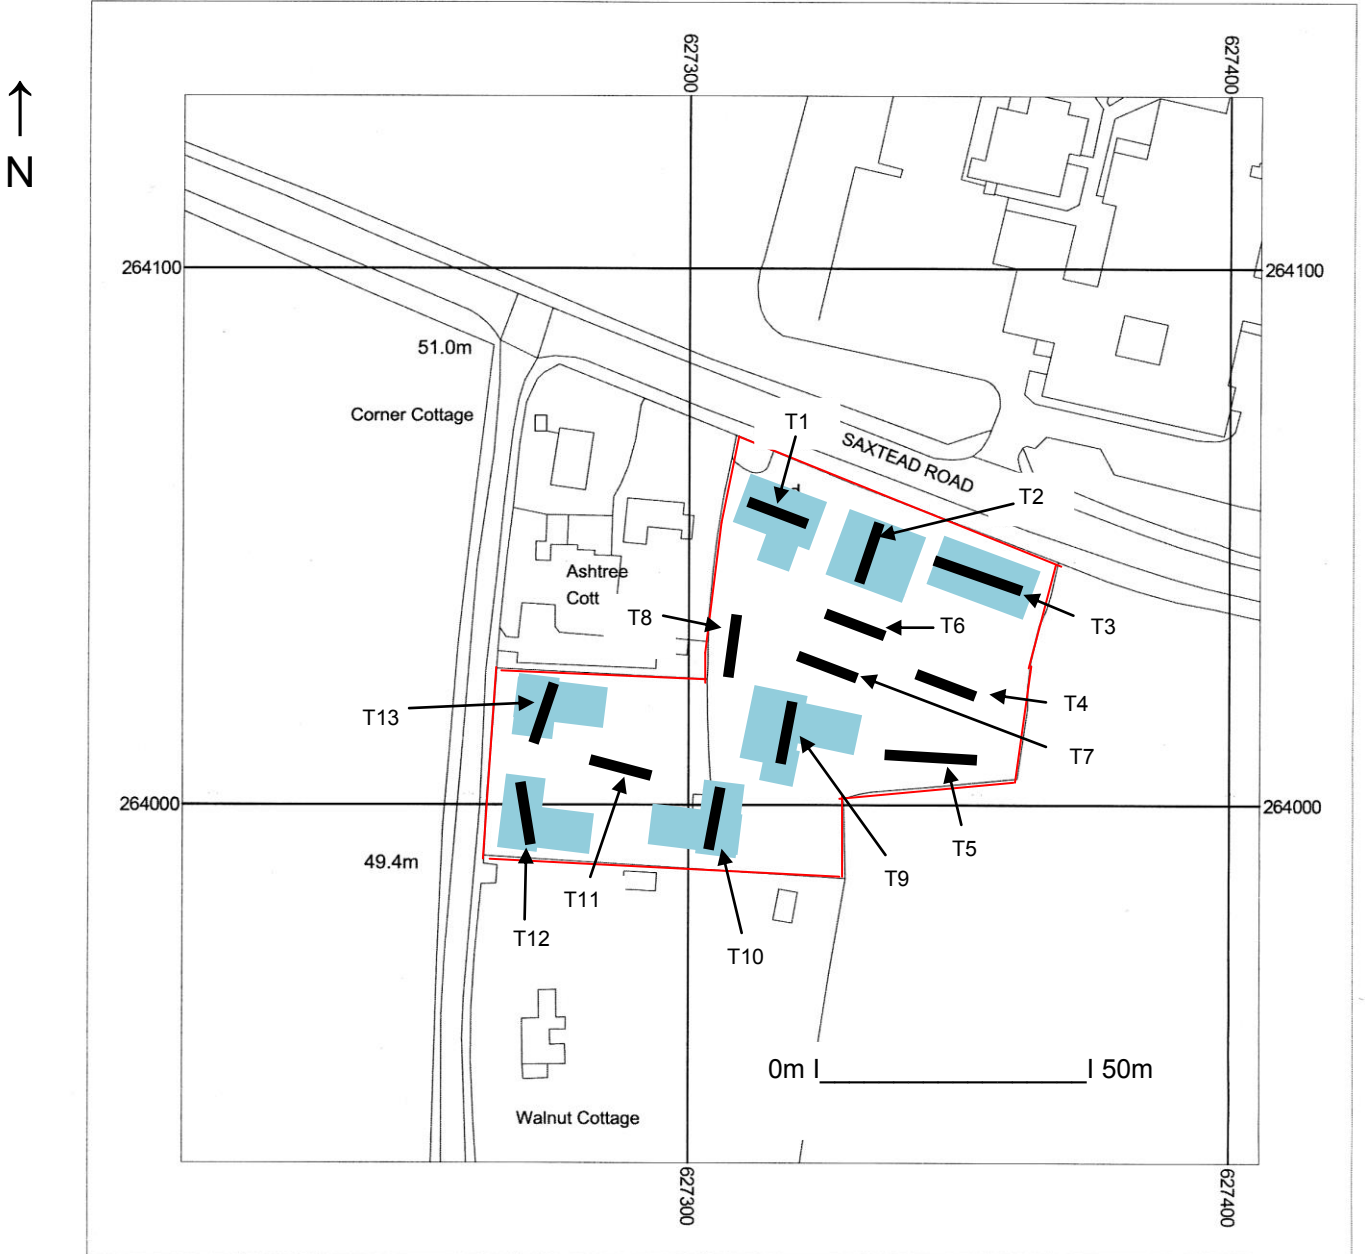 627300
627400
N
264100
264100
51.0m
Corner Cottage
T1
SAXTEAD ROAD
T2
Ashtree
Cott
T8
T6
T3
T13
T4
T7
264000
264000
T5
49.4m
T9
T11
T12
T10
0m I
I 50m
Walnut Cottage
627300
627400